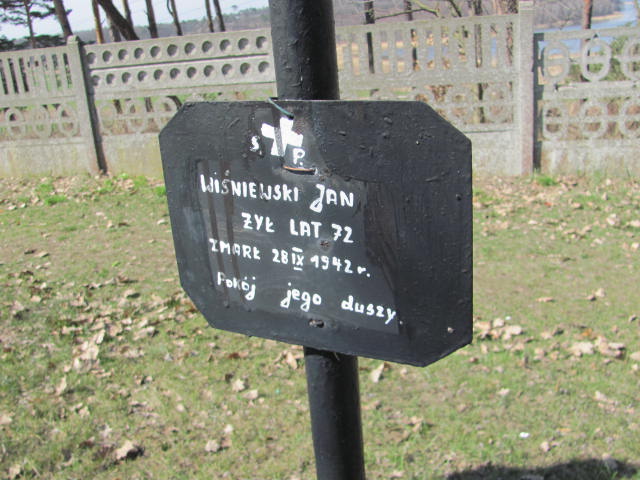 Ś. P.
WIŚNIEWSKI JAN
ŻYŁ LAT 72
ZMARŁ 28 IX 1942 r.
Pokój jego duszy.